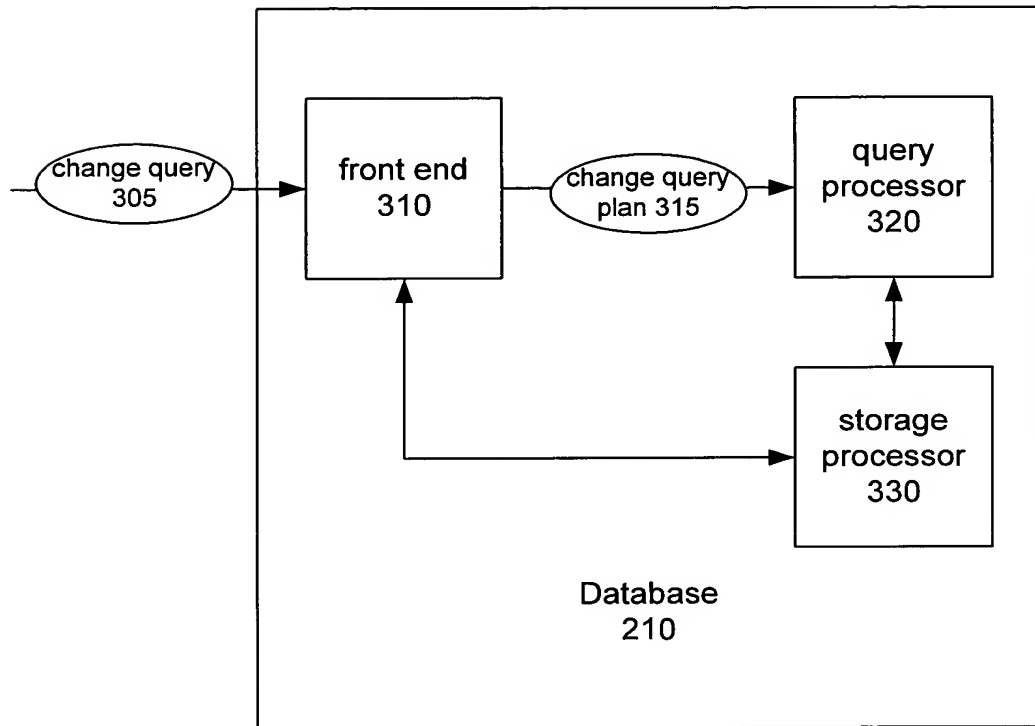 change query
305
front end
310
change query
plan 315
query
processor
320
storage
processor
330
Database
210